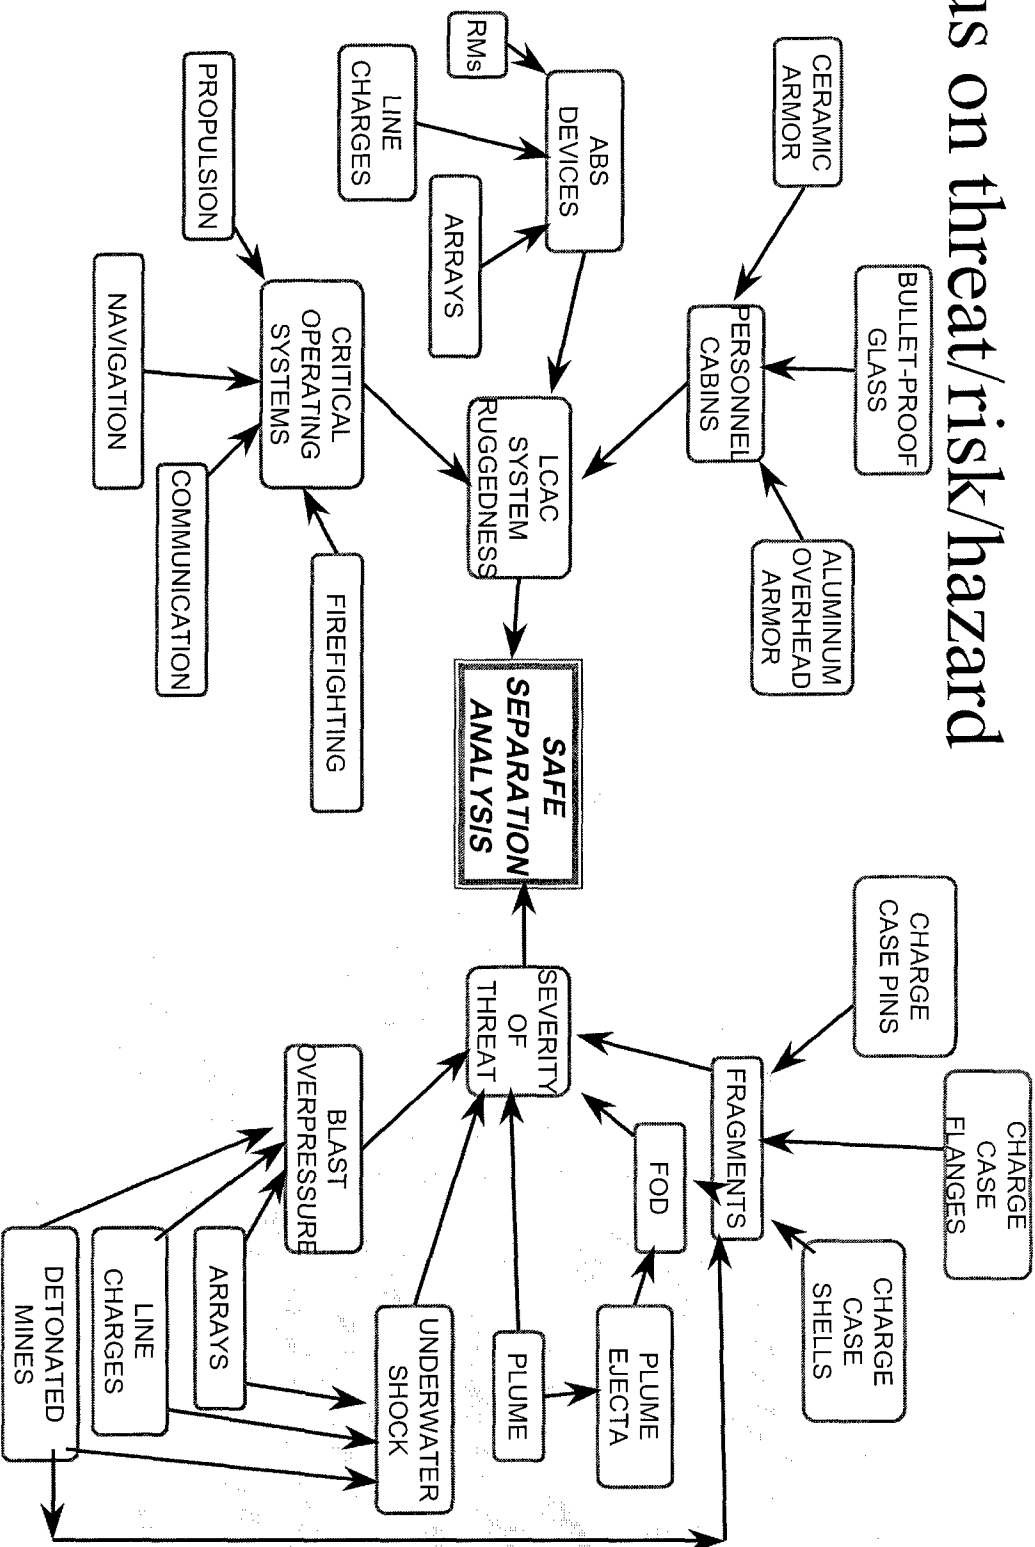 us on threat/risk/hazard
CHARGE
CASE
FLANGES
BULLET-PROOF
GLASS
CHARGE
CASE PINS
CHARGE
CASE
SHELLS
CERAMIC
ARMOR
ALUMINUM
OVERHEAD
ARMOR
PERSONNEL
CABINS
FRAGMENTS
FOD
PLUME
EJECTA
ABS
DEVICES
RMs
LCAC
SYSTEM
RUGGEDNESS
SAFE
SEPARATION
ANALYSIS
SEVERITY
OF
THREAT
PLUME
ARRAYS
LINE
CHARGES
UNDERWATER
SHOCK
CRITICAL
OPERATING
SYSTEMS
FIREFIGHTING
BLAST
OVERPRESSURE
PROPULSION
ARRAYS
COMMUNICATION
LINE
CHARGES
NAVIGATION
DETONATED
MINES